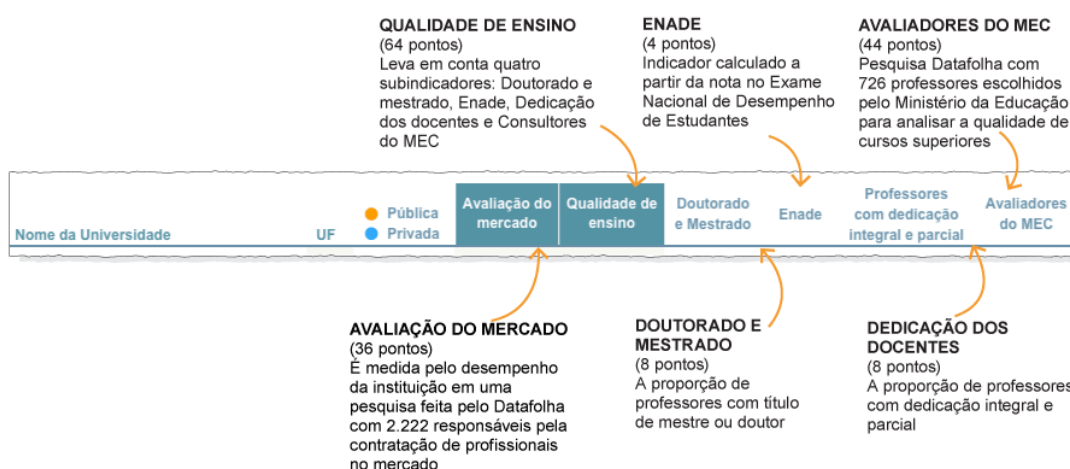 QUALIDADE DE ENSINO
(64 pontos)
Leva em conta quatro
subindicadores: Doutorado e
mestrado, Enade, Dedicação
dos docentes e Consultores
do MEC
ENADE
(4 pontos)
Indicador calculado a
partir da nota no Exame
Nacional de Desempenho
de Estudantes
AVALIADORES DO MEC
(44 pontos)
Pesquisa Datafolha com
726 professores escolhidos
pelo Ministério da Educação
para analisar a qualidade de
cursos superiores
Nome da Universidade
UF
Pública
Privada
Avaliação do
mercado
Qualidade de
ensino
Doutorado
e Mestrado
Enade
Professores
com dedicação
integral e parcial
Avaliadores
do MEC
AVALIAÇÃO DO MERCADO
(36 pontos)
É medida pelo desempenho
da instituição em uma
pesquisa feita pelo Datafolha
com 2.222 responsáveis pela
contratação de profissionais
no mercado
DOUTORADO E
MESTRADO
(8 pontos)
A proporção de
professores com título
de mestre ou doutor
DEDICAÇÃO DOS
DOCENTES
(8 pontos)
A proporção de professores
com dedicação integral e
parcial